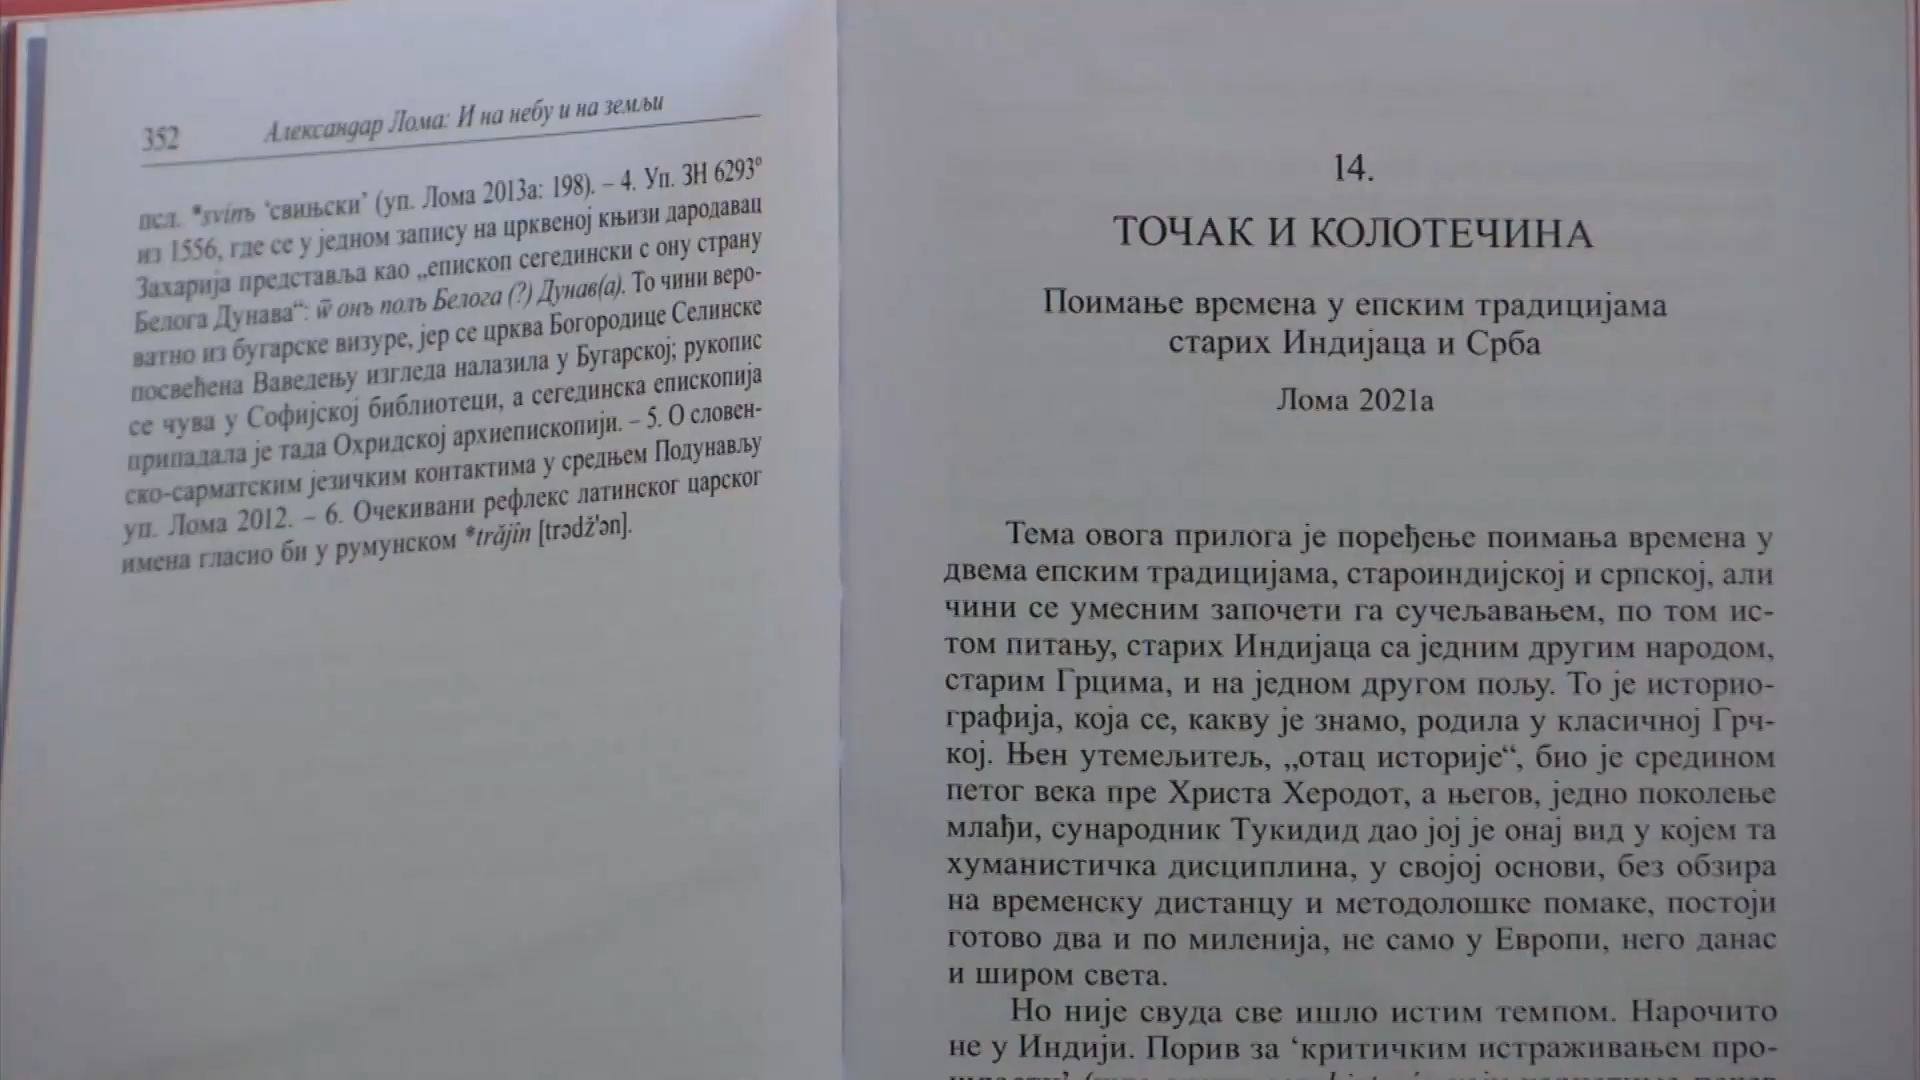 352 Александар Лома: И на небу и на земљи
псл. *svinъ ‘свињски’ (уп. Лома 2013a: 198). – 4. Уп. ЗН 6293°
из 1556, где се у једном запису на црквеној књизи дародавац
Захарија представља као „епископ сегедински с ону страну
Белога Дунава“: ѿ онъ полъ Белога (?) Дунав(а). То чини веро-
ватно из бугарске визуре, јер се црква Богородице Селинске
посвећена Ваведењу изгледа налазила у Бугарској; рукопис
се чува у Софијској библиотеци, а сегединска епископија
припадала је тада Охридској архиепископији. – 5. О словен-
ско-сарматским језичким контактима у средњем Подунављу
уп. Лома 2012. – 6. Очекивани рефлекс латинског царског
имена гласио би у румунском *trăjîn [trədž'ən].
14.
ТОЧАК И КОЛОТЕЧИНА
Поимање времена у епским традицијама
старих Индијаца и Срба
Лома 2021a
Тема овога прилога је поређење поимања времена у
двема епским традицијама, староиндијској и српској, али
чини се умесним започети га сучељавањем, по том ис-
том питању, старих Индијаца са једним другим народом,
старим Грцима, и на једном другом пољу. То је историо-
графија, која се, какву је знамо, родила у класичној Грч-
кој. Њен утемељитељ, „отац историје“, био је средином
петог века пре Христа Херодот, а његов, једно поколење
млађи, сународник Тукидид дао јој је онај вид у којем та
хуманистичка дисциплина, у својој основи, без обзира
на временску дистанцу и методолошке помаке, постоји
готово два и по миленија, не само у Европи, него данас
и широм света.
Но није свуда све ишло истим темпом. Нарочито
не у Индији. Порив за ‘критичким истраживањем про-